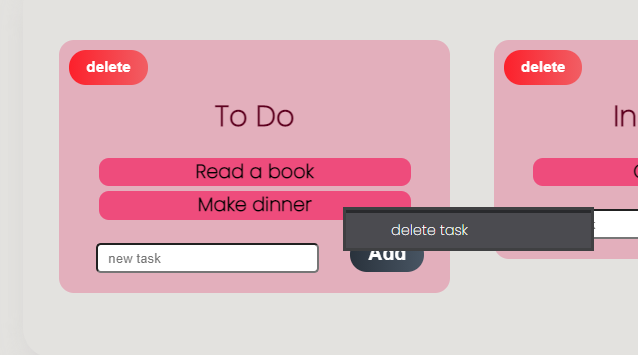 delete
delete
To Do
In
Read a book
Make dinner
delete task
new task
Add